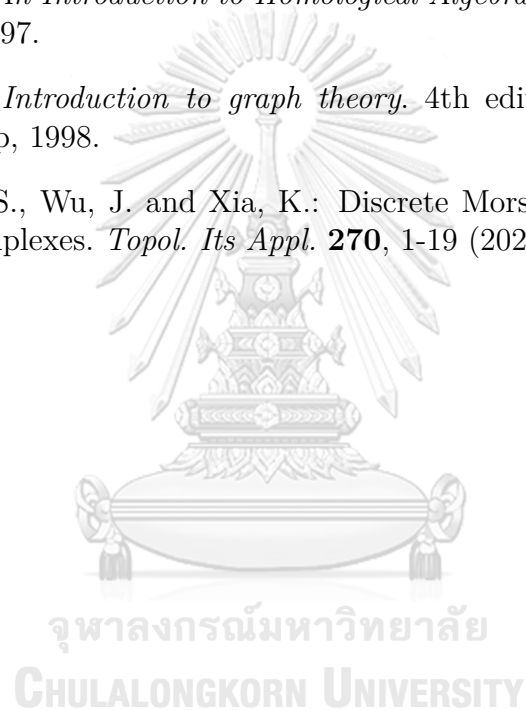 An Introduction to Homological Algebra
97.
Introduction to graph theory. 4th edit
p, 1998.
S., Wu, J. and Xia, K.: Discrete Mors
plexes. Topol. Its Appl. 270, 1-19 (202
จุฬาลงกรณ์มหาวิทยาลัย
CHULALONGKORN UNIVERSITY